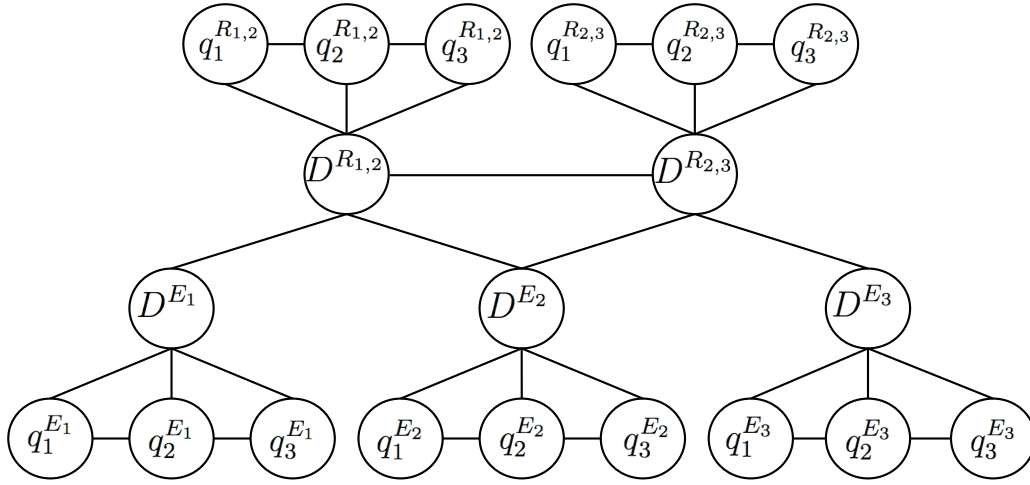 q_1^{R_{1,2}} q_2^{R_{1,2}} q_3^{R_{1,2}} q_1^{R_{2,3}} q_2^{R_{2,3}} q_3^{R_{2,3}}
D^{R_{1,2}} D^{R_{2,3}}
D^{E_1} D^{E_2} D^{E_3}
q_1^{E_1} q_2^{E_1} q_3^{E_1} q_1^{E_2} q_2^{E_2} q_3^{E_2} q_1^{E_3} q_2^{E_3} q_3^{E_3}